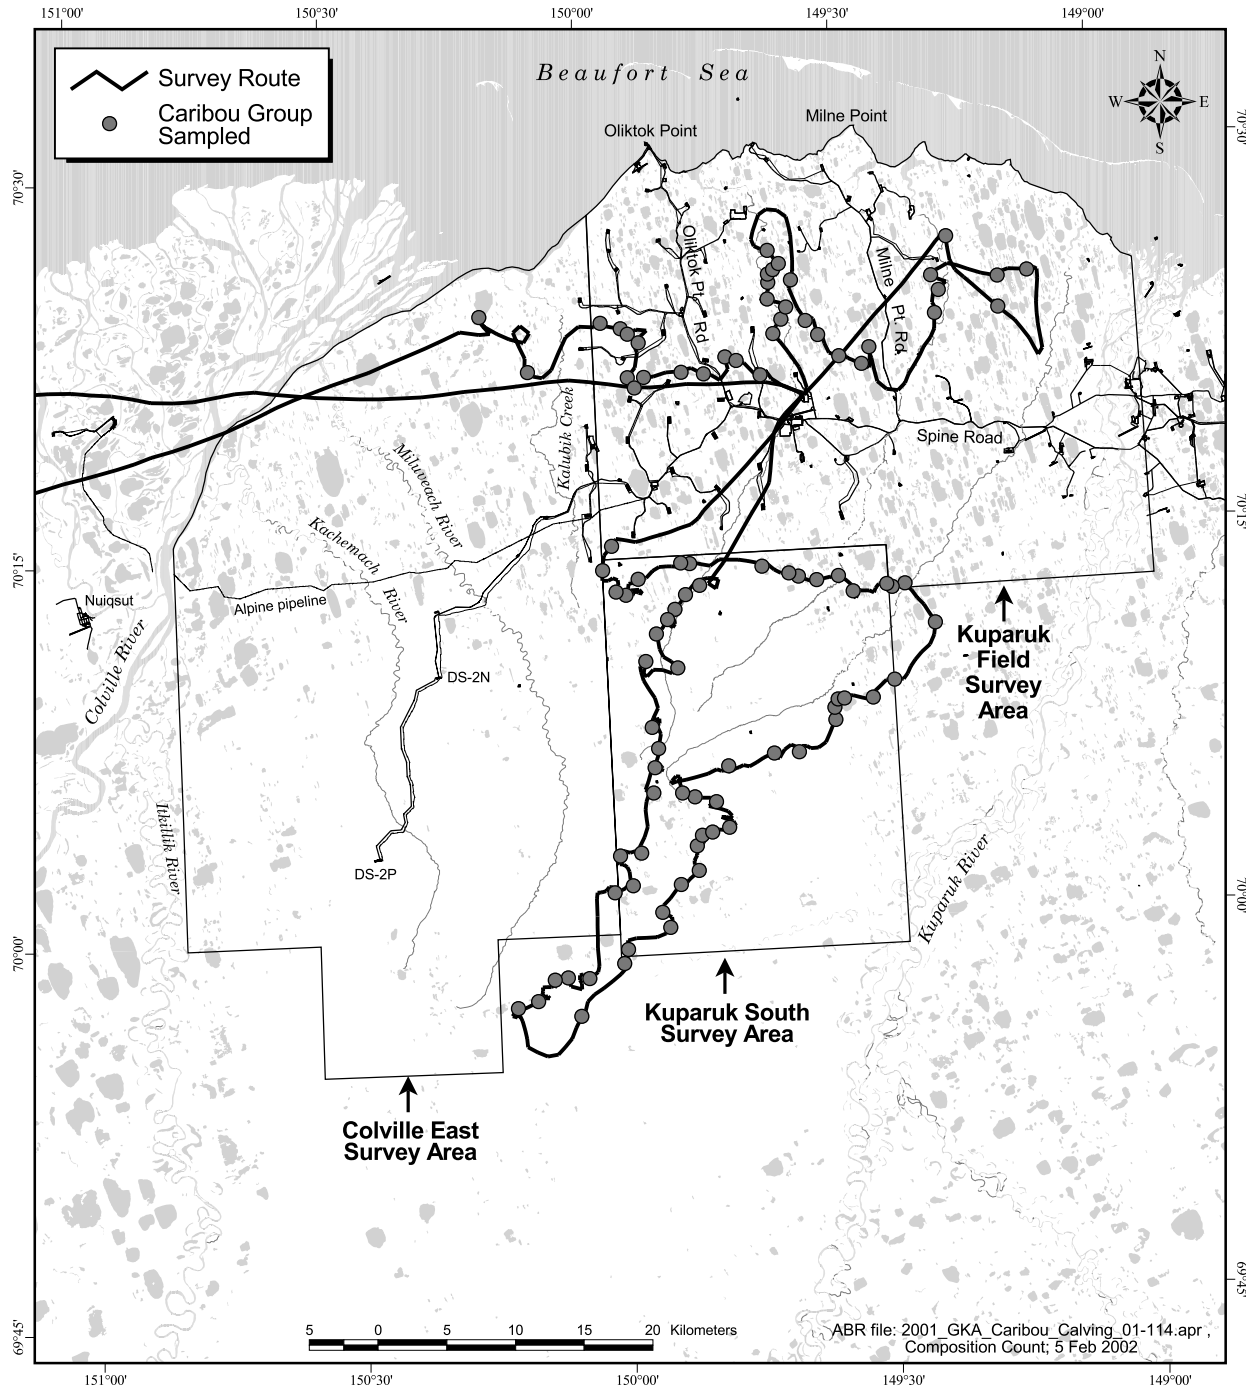 151°00'
150°30'
150°00'
149°30'
149°00'
Survey Route
Caribou Group
Sampled
Beaufort Sea
N
W
E
S
Oliktok Point
Milne Point
70°30'
70°30'
Oliktok Pt. Rd
Milne Pt. Rd
Kalubik Creek
Spine Road
Miluveach River
Kachemach River
70°15'
70°15'
Nuiqsut
Alpine pipeline
Colville River
DS-2N
Kuparuk
Field
Survey
Area
Itkillik River
DS-2P
Kuparuk River
70°00'
70°00'
Kuparuk South
Survey Area
Colville East
Survey Area
69°45'
69°45'
5 0 5 10 15 20 Kilometers
ABR file: 2001_GKA_Caribou_Calving_01-114.apr ,
Composition Count; 5 Feb 2002
151°00'
150°30'
150°00'
149°30'
149°00'